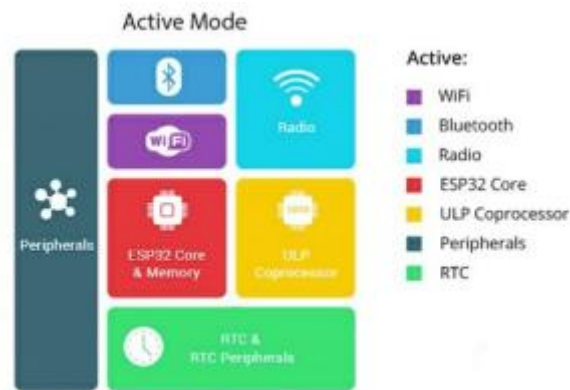 Active Mode
Radio
WiFi
Peripherals
ESP32 Core
& Memory
ULP
Coprocessor
RTC &
RTC Peripherals
Active:
WiFi
Bluetooth
Radio
ESP32 Core
ULP Coprocessor
Peripherals
RTC